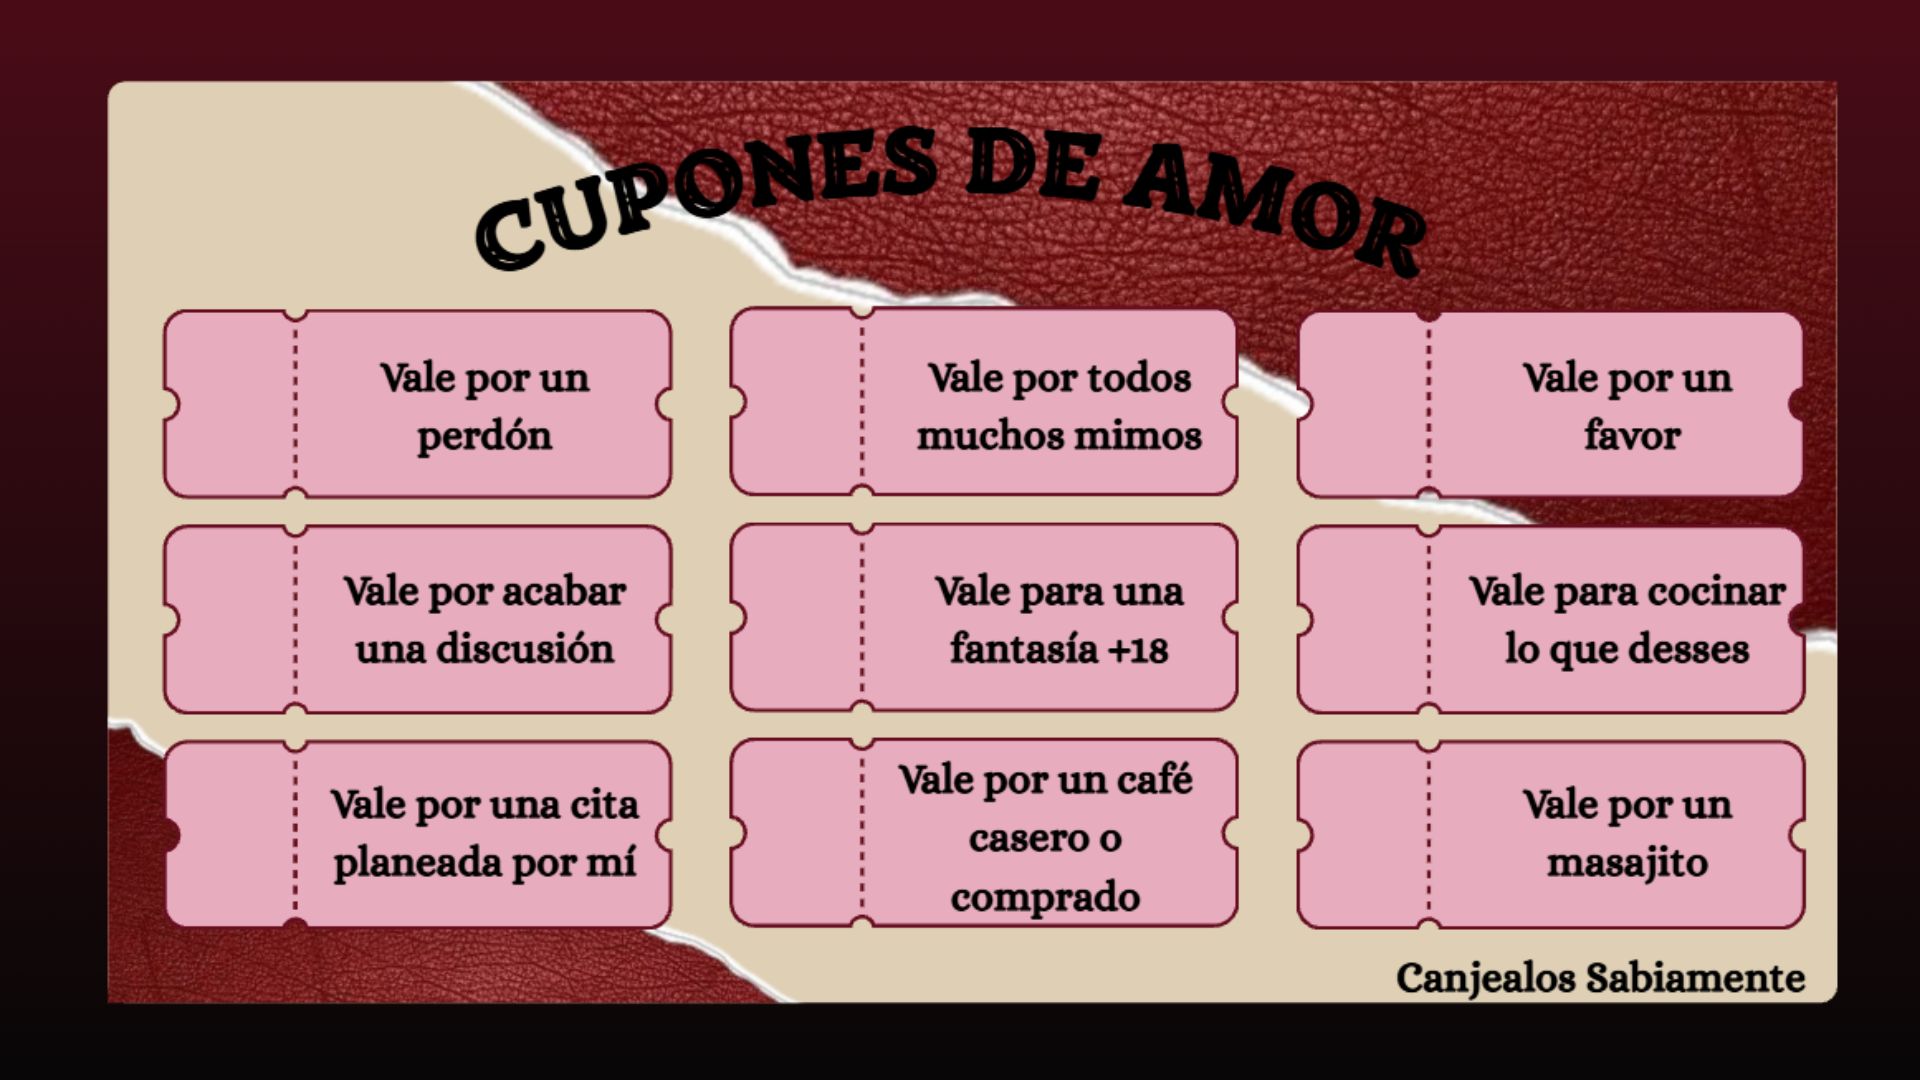 CUPONES DE AMOR
Vale por un
perdón
Vale por todos
muchos mimos
Vale por un
favor
Vale por acabar
una discusión
Vale para una
fantasía +18
Vale para cocinar
lo que desses
Vale por una cita
planeada por mí
Vale por un café
casero o
comprado
Vale por un
masajito
Canjealos Sabiamente